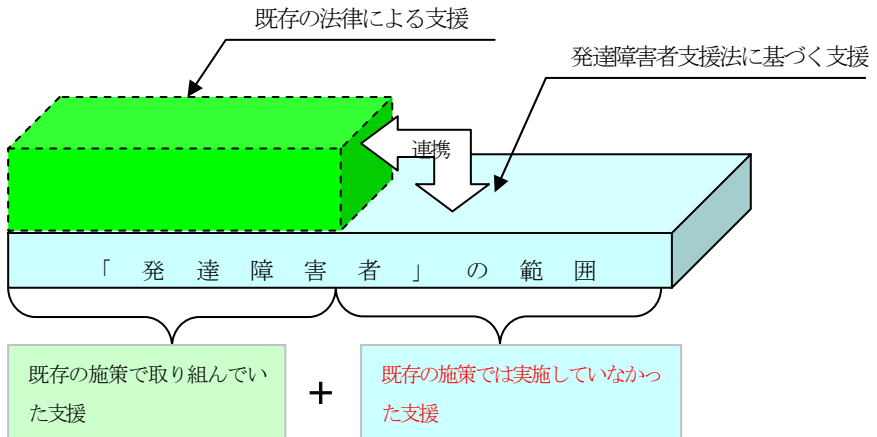 既存の法律による支援
発達障害者支援法に基づく支援
連携
「発達障害者」の範囲
既存の施策で取り組んでい
た支援
+
既存の施策では実施していなかっ
た支援